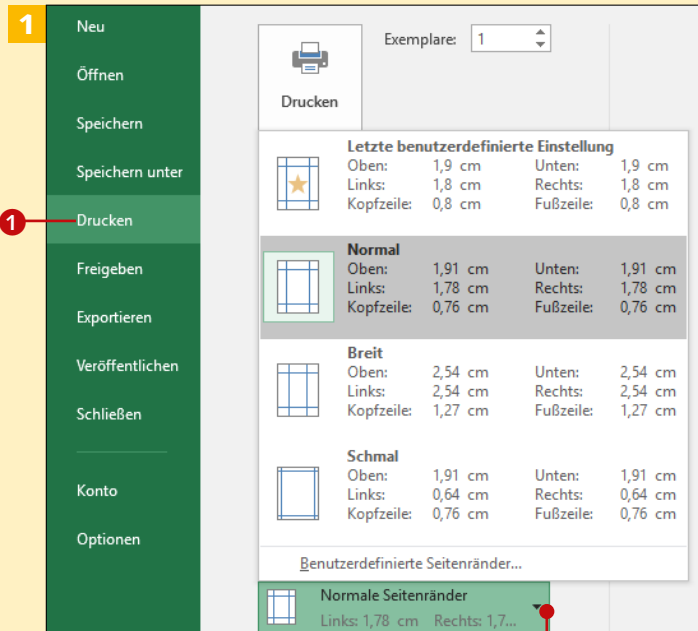 1
Neu
Öffnen
Speichern
Speichern unter
1
Drucken
Freigeben
Exportieren
Veröffentlichen
Schließen
Konto
Optionen
Drucken
Exemplare: 1
Letzte benutzerdefinierte Einstellung
Oben: 1,9 cm Unten: 1,9 cm
Links: 1,8 cm Rechts: 1,8 cm
Kopfzeile: 0,8 cm Fußzeile: 0,8 cm
Normal
Oben: 1,91 cm Unten: 1,91 cm
Links: 1,78 cm Rechts: 1,78 cm
Kopfzeile: 0,76 cm Fußzeile: 0,76 cm
Breit
Oben: 2,54 cm Unten: 2,54 cm
Links: 2,54 cm Rechts: 2,54 cm
Kopfzeile: 1,27 cm Fußzeile: 1,27 cm
Schmal
Oben: 1,91 cm Unten: 1,91 cm
Links: 0,64 cm Rechts: 0,64 cm
Kopfzeile: 0,76 cm Fußzeile: 0,76 cm
Benutzerdefinierte Seitenränder...
Normale Seitenränder
Links: 1,78 cm Rechts: 1,7...